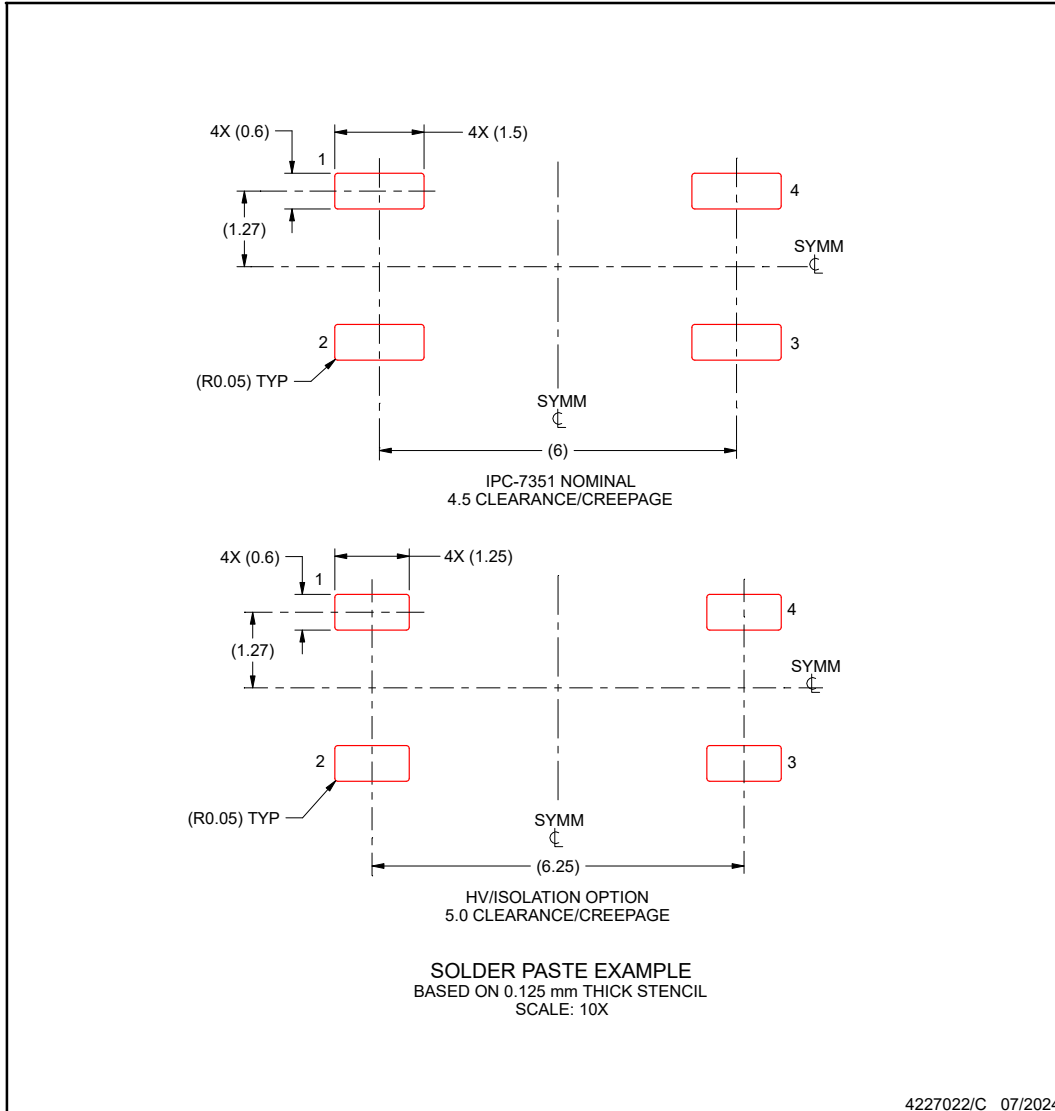 4X (0.6)
4X (1.5)
1
4
(1.27)
SYMM
2
3
(R0.05) TYP
SYMM
(6)
IPC-7351 NOMINAL
4.5 CLEARANCE/CREEPAGE
4X (0.6)
4X (1.25)
1
4
(1.27)
SYMM
2
3
(R0.05) TYP
SYMM
(6.25)
HV/ISOLATION OPTION
5.0 CLEARANCE/CREEPAGE
SOLDER PASTE EXAMPLE
BASED ON 0.125 mm THICK STENCIL
SCALE: 10X
4227022/C 07/2024